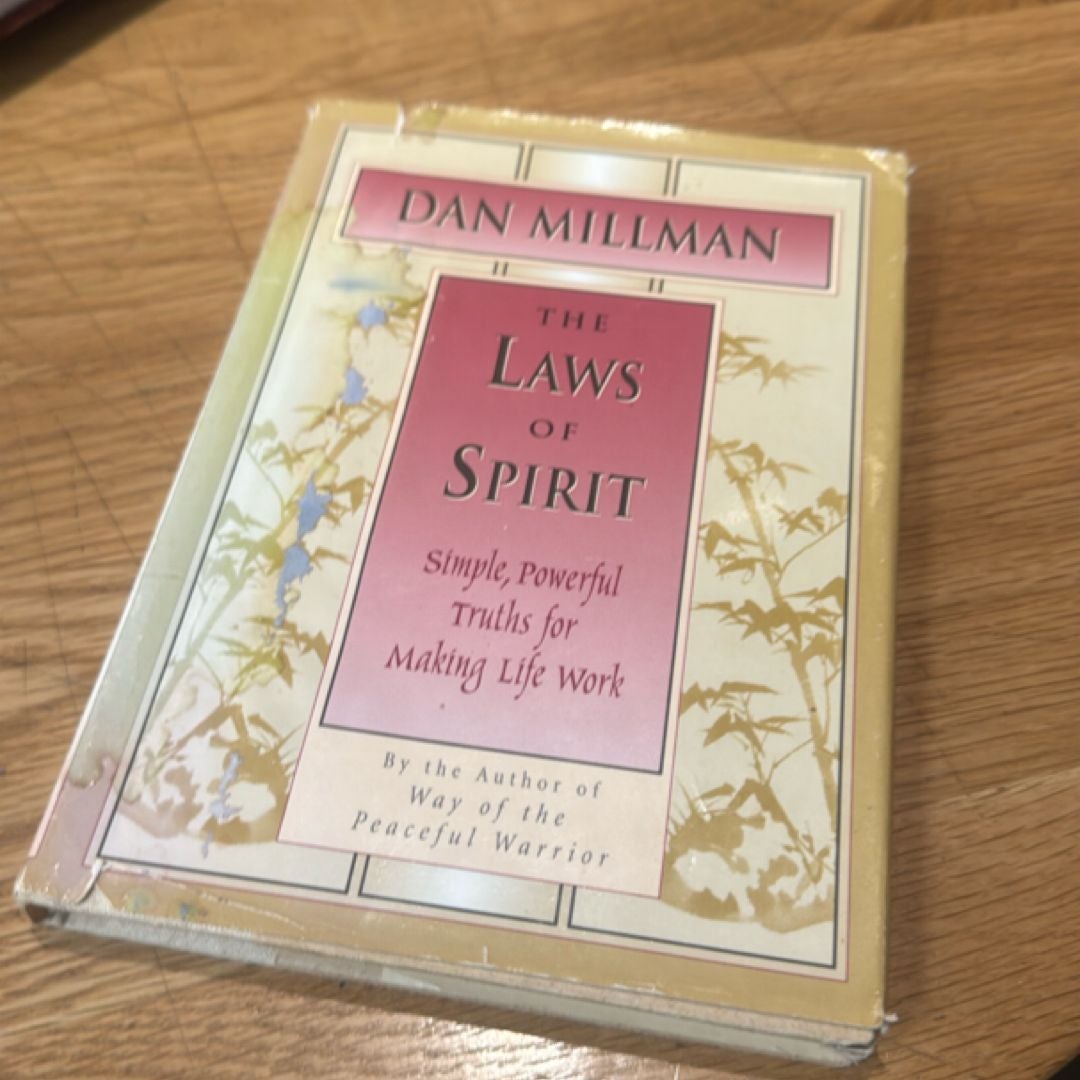 DAN MILLMAN
THE
LAWS
OF
SPIRIT
Simple, Powerful
Truths for
Making Life Work
By the Author of
Way of the
Peaceful Warrior